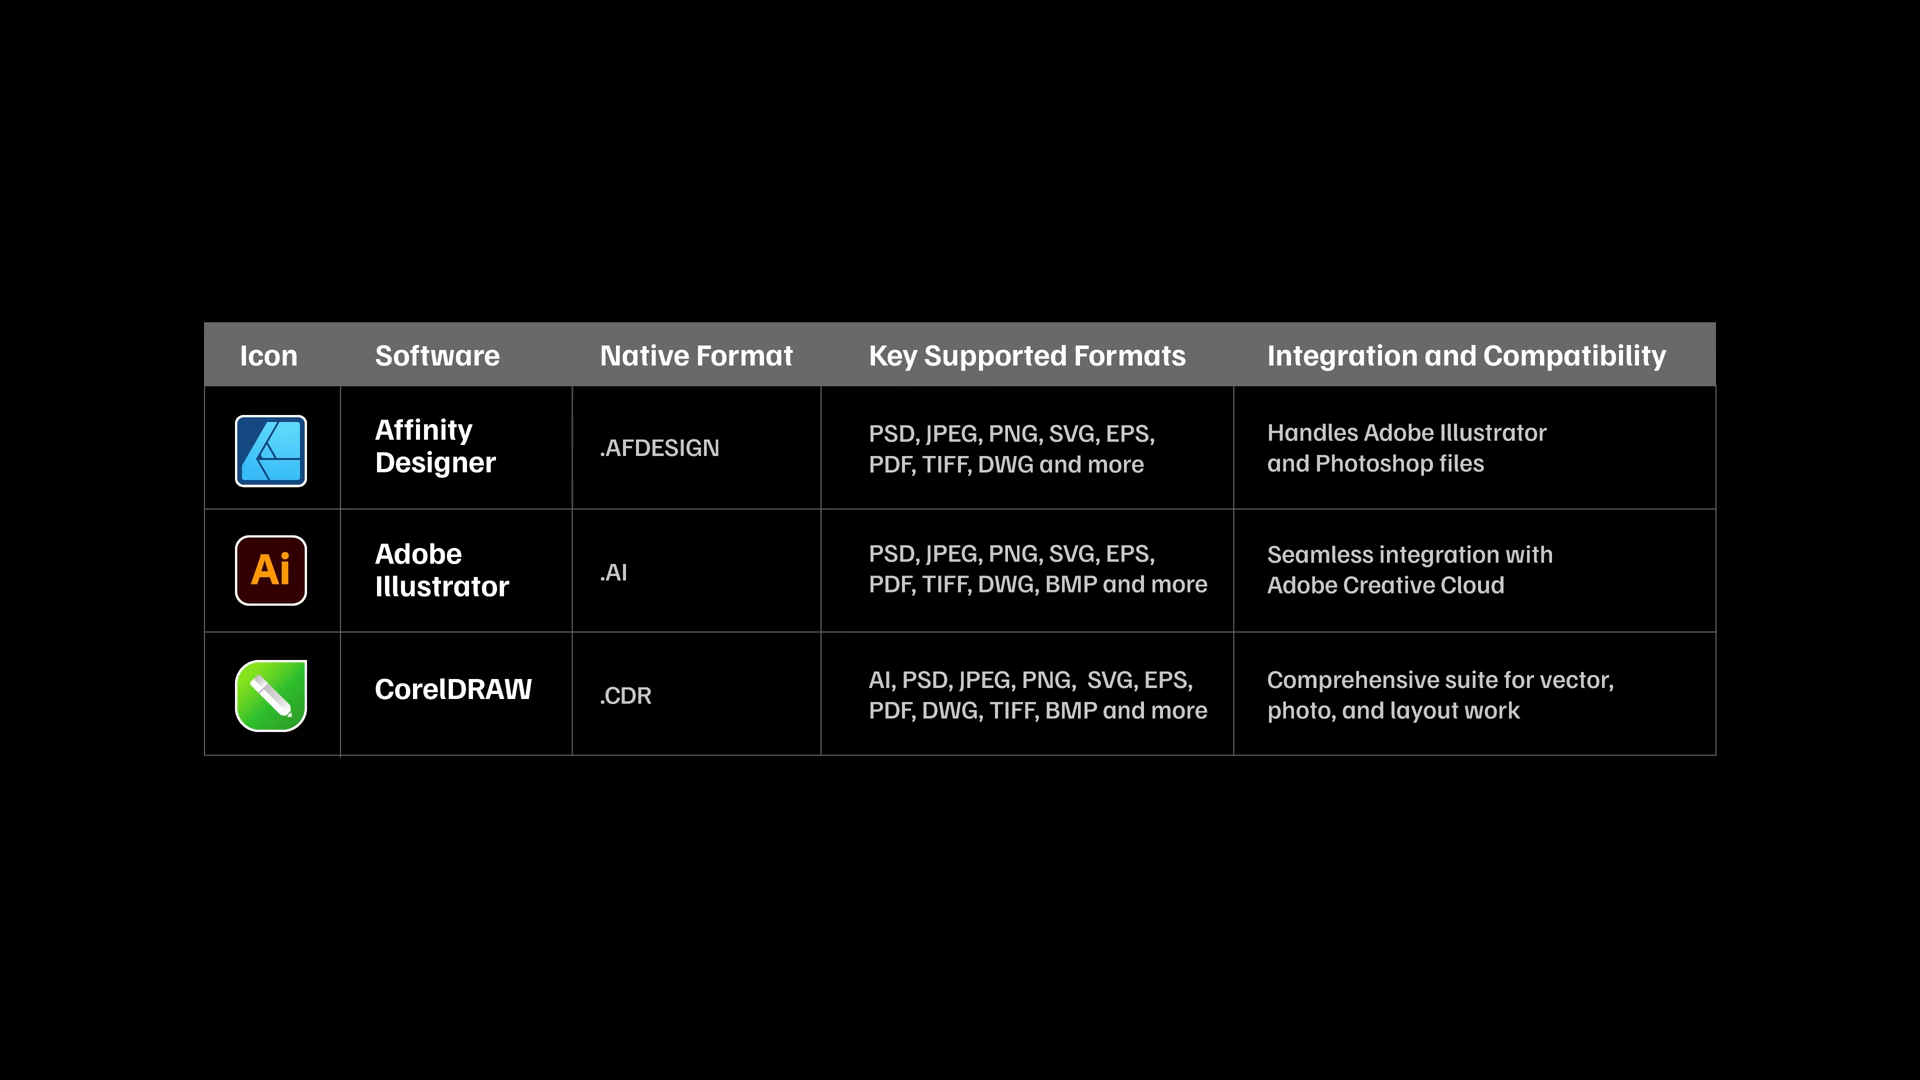 Icon Software Native Format Key Supported Formats Integration and Compatibility
Affinity
Designer
.AFDESIGN
PSD, JPEG, PNG, SVG, EPS,
PDF, TIFF, DWG and more
Handles Adobe Illustrator
and Photoshop files
Ai
Adobe
Illustrator
.AI
PSD, JPEG, PNG, SVG, EPS,
PDF, TIFF, DWG, BMP and more
Seamless integration with
Adobe Creative Cloud
CorelDRAW
.CDR
AI, PSD, JPEG, PNG,  SVG, EPS,
PDF, DWG, TIFF, BMP and more
Comprehensive suite for vector,
photo, and layout work